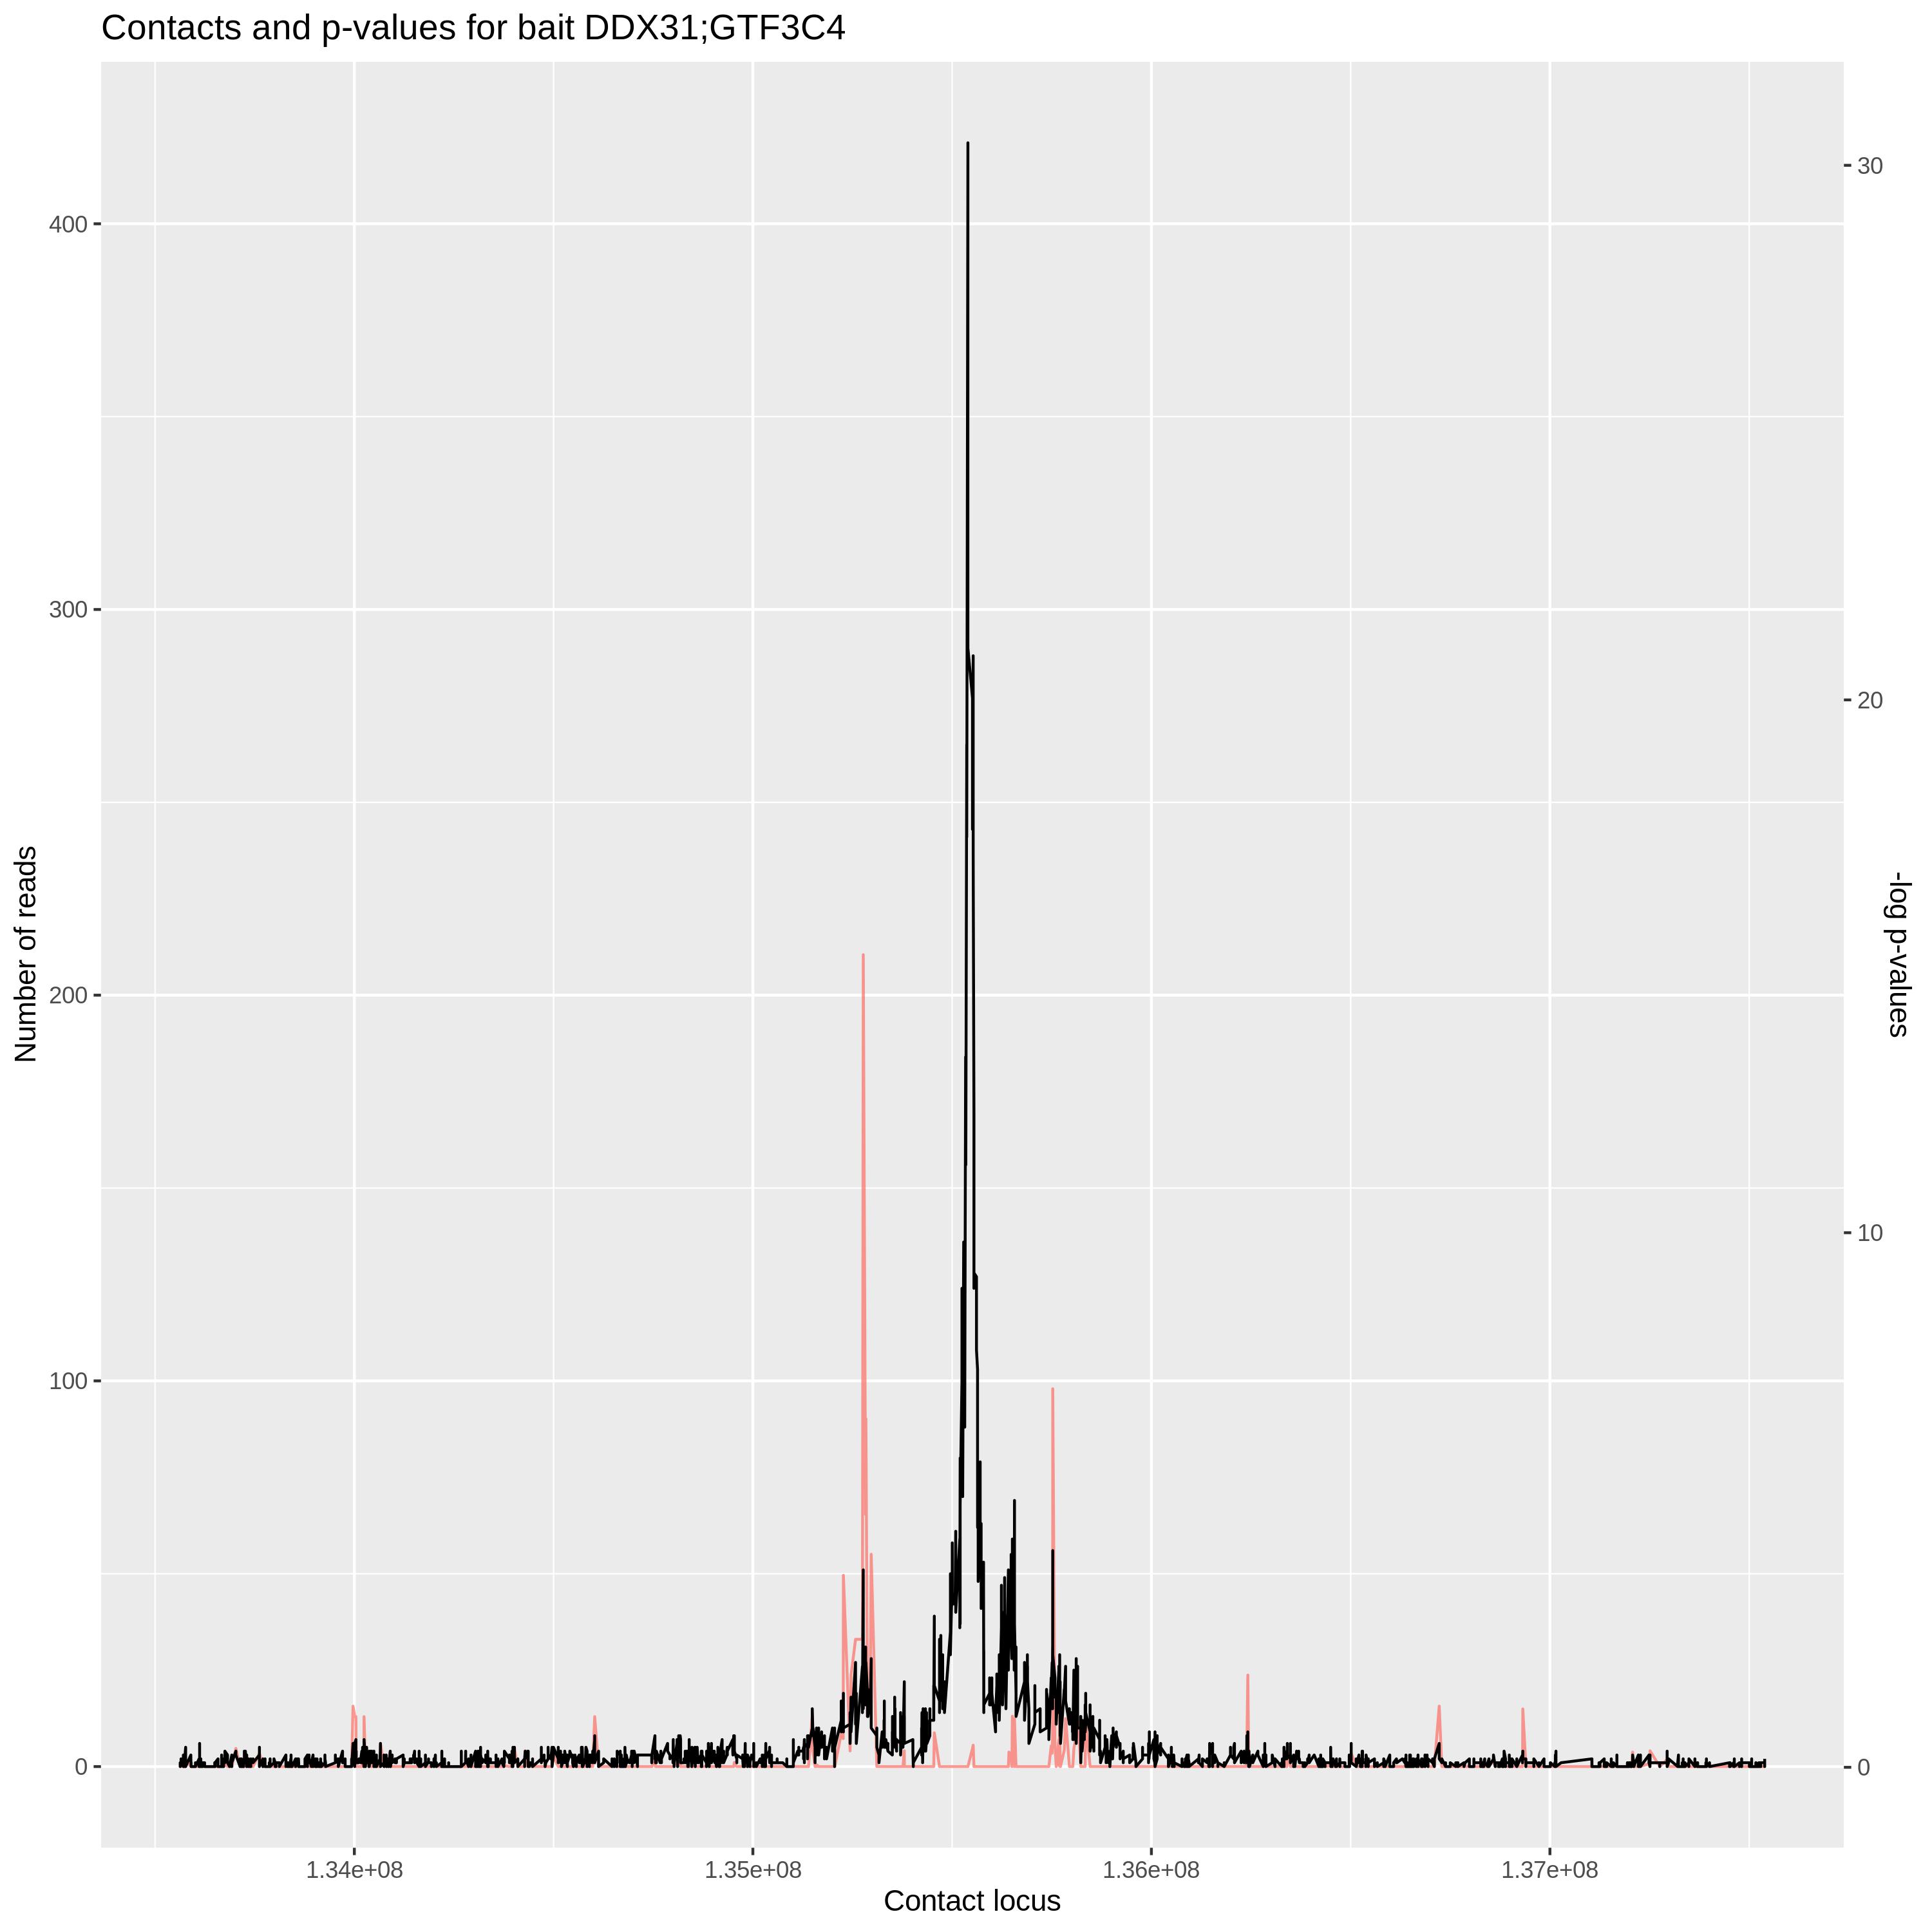 Contacts and p-values for bait DDX31;GTF3C4
400
300
200
100
0
30
20
10
0
Number of reads
-log p-values
1.34e+08 1.35e+08 1.36e+08 1.37e+08
Contact locus